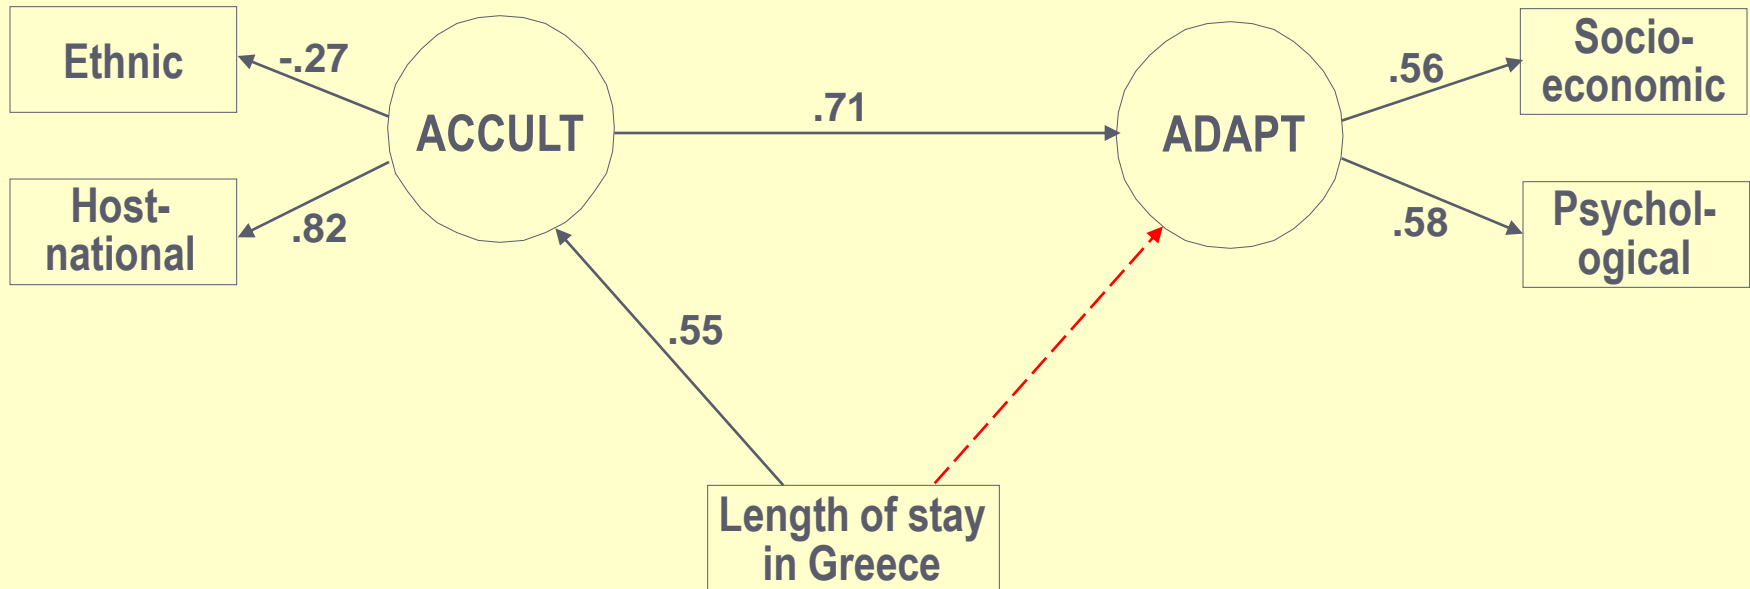 Ethnic
-.27
ACCULT
Host-
national
.82
.71
ADAPT
.56
Socio-
economic
.58
Psychol-
ogical
.55
Length of stay
in Greece